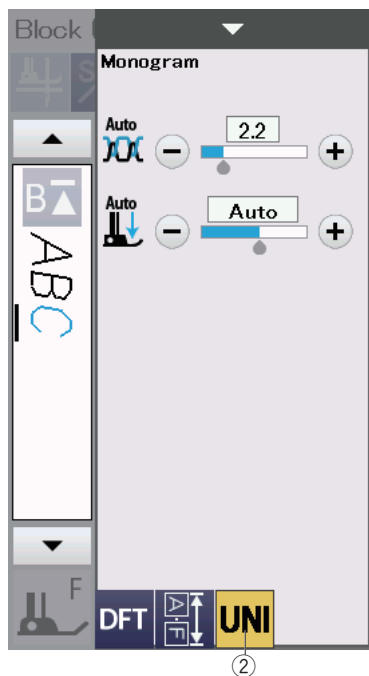 Block
S
Monogram
Auto
2.2
Auto
Auto
B
ABC
F
DFT
A F
UNI
2